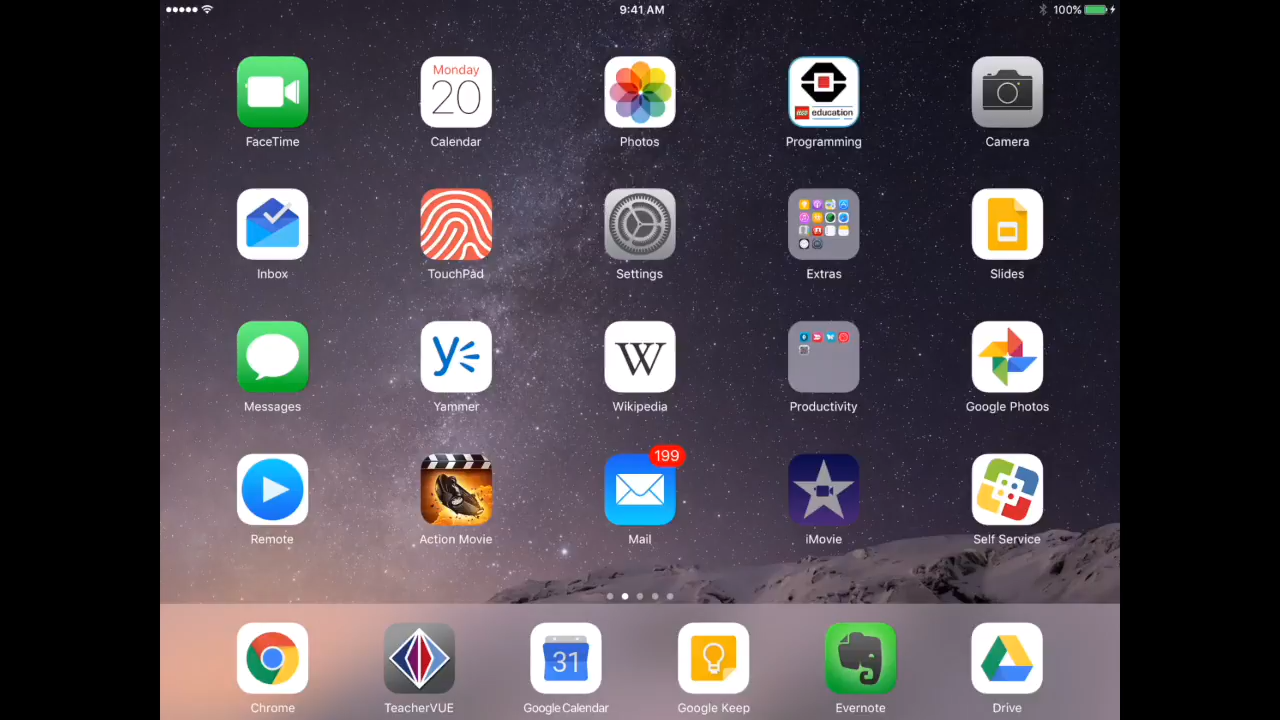 9:41 AM
100%
Monday
20
LEGO education
FaceTime
Calendar
Photos
Programming
Camera
Inbox
TouchPad
Settings
Extras
Slides
y
W
Messages
Yammer
Wikipedia
Productivity
Google Photos
199
Remote
Action Movie
Mail
iMovie
Self Service
31
Chrome
TeacherVUE
Google Calendar
Google Keep
Evernote
Drive